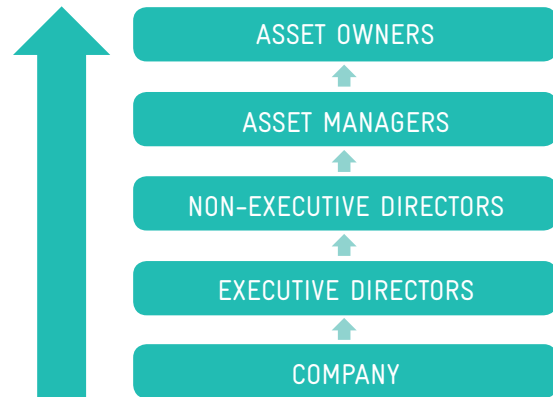 ASSET OWNERS
ASSET MANAGERS
NON-EXECUTIVE DIRECTORS
EXECUTIVE DIRECTORS
COMPANY